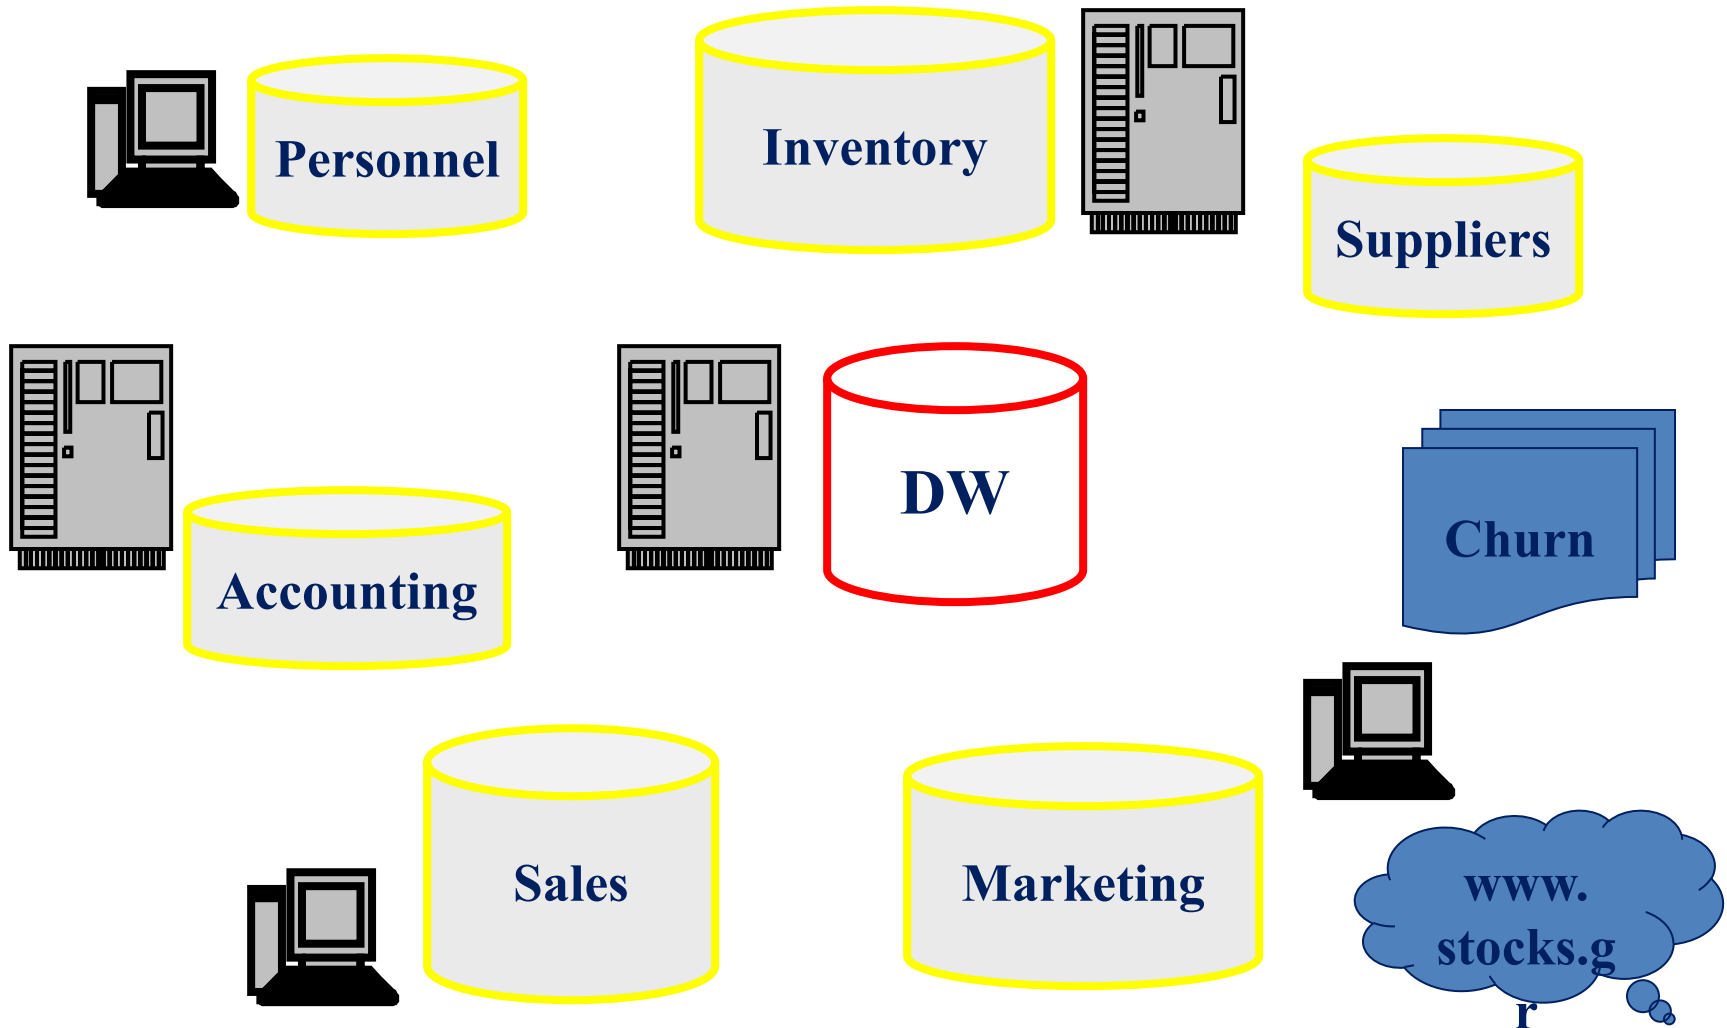 Personnel
Inventory
Suppliers
DW
Churn
Accounting
Sales
Marketing
www.
stocks.g
r